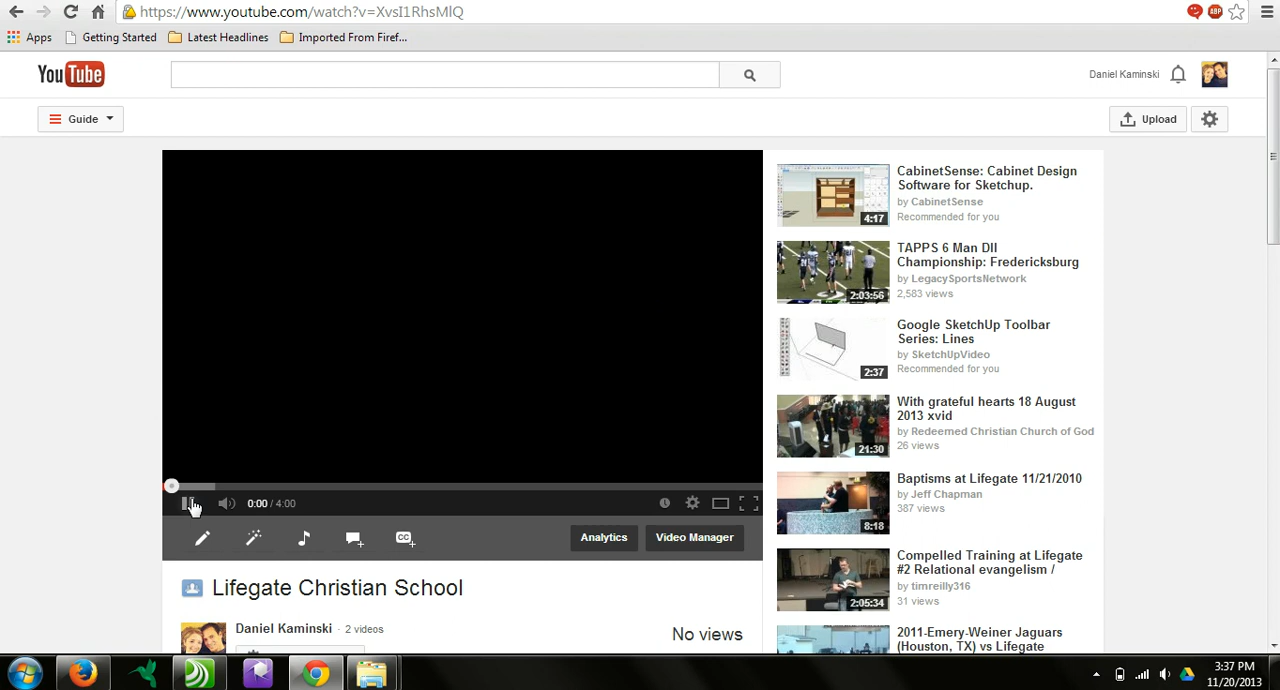 https://www.youtube.com/watch?v=XvsI1RhsMlQ
ABP
Apps Getting Started Latest Headlines Imported From Firef...
YouTube
Daniel Kaminski
Guide
Upload
CabinetSense: Cabinet Design
Software for Sketchup.
by CabinetSense
Recommended for you
4:17
TAPPS 6 Man DII
Championship: Fredericksburg
by LegacySportsNetwork
2,583 views
2:03:56
Google SketchUp Toolbar
Series: Lines
by SketchUpVideo
Recommended for you
2:37
With grateful hearts 18 August
2013 xvid
by Redeemed Christian Church of God
26 views
21:30
Baptisms at Lifegate 11/21/2010
by Jeff Chapman
387 views
8:18
Compelled Training at Lifegate
#2 Relational evangelism /
by timreilly316
31 views
2:05:34
2011-Emery-Weiner Jaguars
(Houston, TX) vs Lifegate
0:00 / 4:00
CC
Analytics
Video Manager
Lifegate Christian School
Daniel Kaminski · 2 videos
No views
3:37 PM
11/20/2013